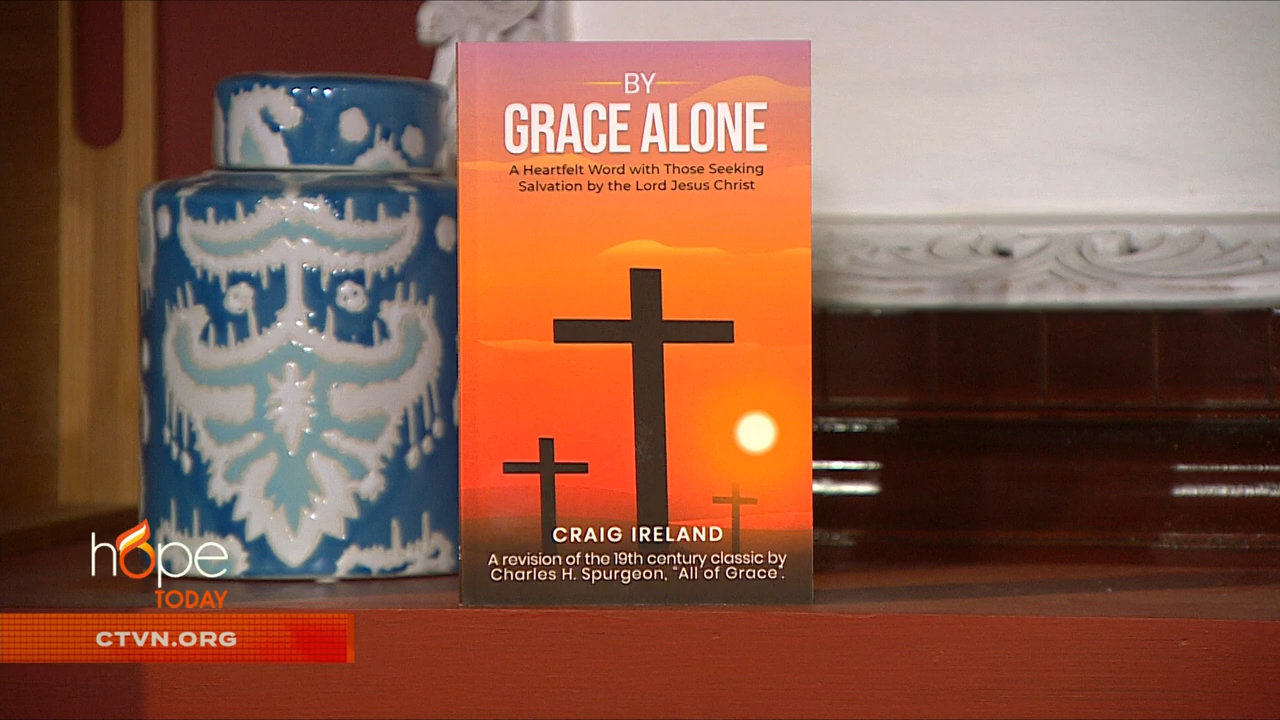 BY
GRACE ALONE
A Heartfelt Word with Those Seeking
Salvation by the Lord Jesus Christ
CRAIG IRELAND
A revision of the 19th century classic by
Charles H. Spurgeon, "All of Grace".
hope
TODAY
CTVN.ORG